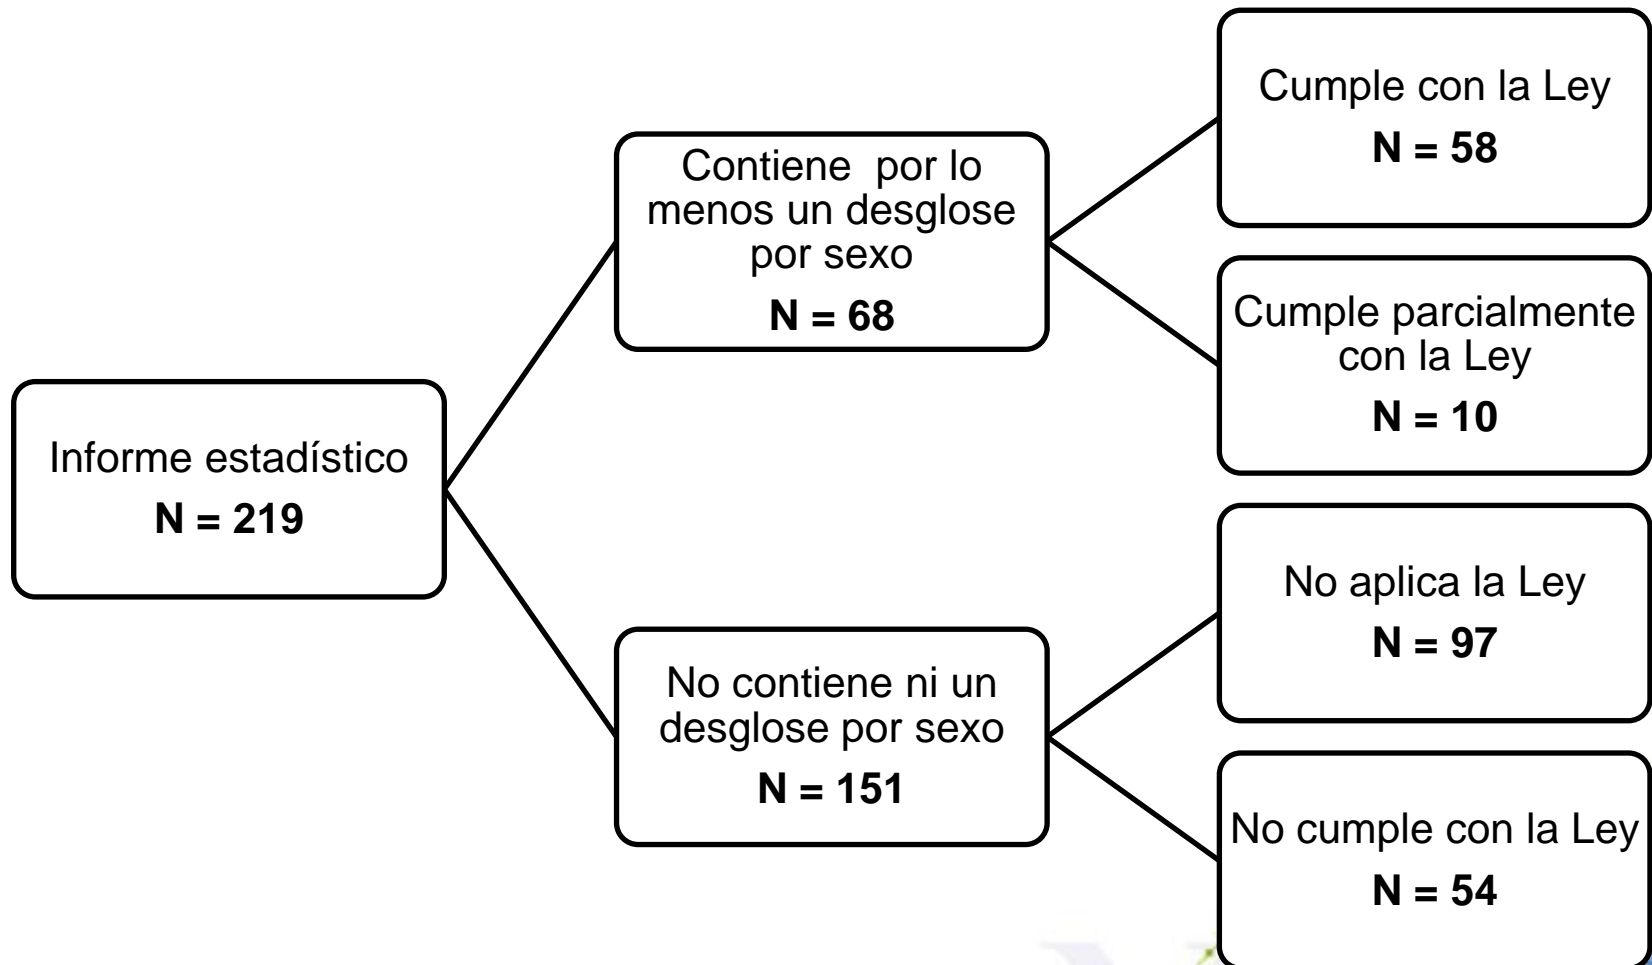 Informe estadístico
N = 219
Contiene por lo
menos un desglose
por sexo
N = 68
Cumple con la Ley
N = 58
Cumple parcialmente
con la Ley
N = 10
No contiene ni un
desglose por sexo
N = 151
No aplica la Ley
N = 97
No cumple con la Ley
N = 54